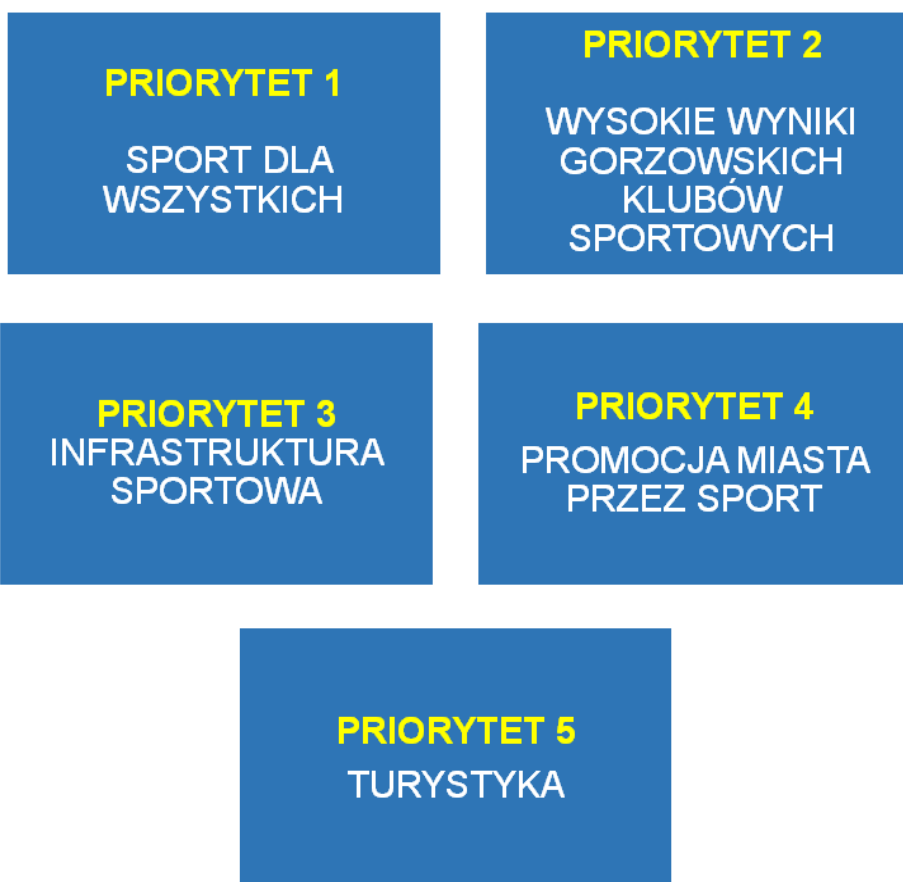 PRIORYTET 1
SPORT DLA
WSZYSTKICH
PRIORYTET 2
WYSOKIE WYNIKI
GORZOWSKICH
KLUBÓW
SPORTOWYCH
PRIORYTET 3
INFRASTRUKTURA
SPORTOWA
PRIORYTET 4
PROMOCJA MIASTA
PRZEZ SPORT
PRIORYTET 5
TURYSTYKA